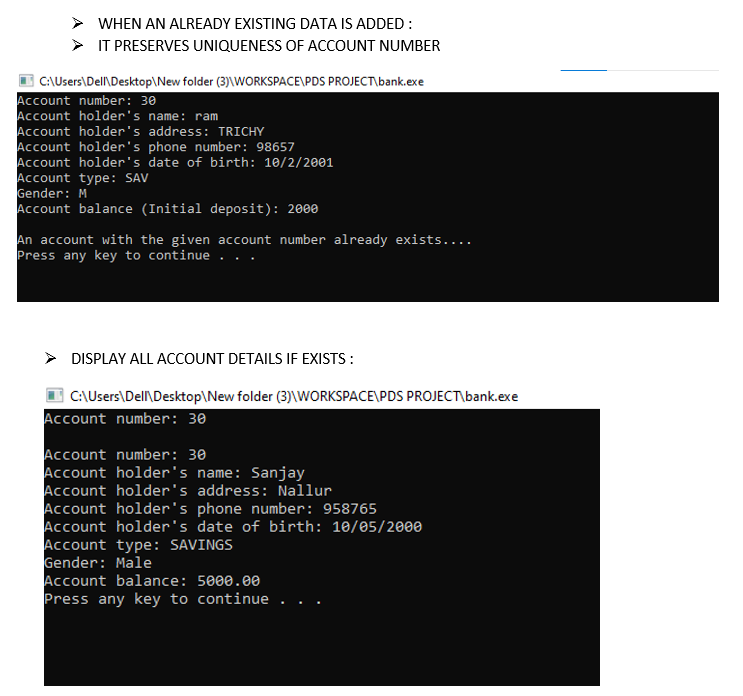 ➢ WHEN AN ALREADY EXISTING DATA IS ADDED :
➢ IT PRESERVES UNIQUENESS OF ACCOUNT NUMBER
C:\Users\Dell\Desktop\New folder (3)\WORKSPACE\PDS PROJECT\bank.exe
Account number: 30
Account holder's name: ram
Account holder's address: TRICHY
Account holder's phone number: 98657
Account holder's date of birth: 10/2/2001
Account type: SAV
Gender: M
Account balance (Initial deposit): 2000
An account with the given account number already exists....
Press any key to continue . . .
➢ DISPLAY ALL ACCOUNT DETAILS IF EXISTS :
C:\Users\Dell\Desktop\New folder (3)\WORKSPACE\PDS PROJECT\bank.exe
Account number: 30
Account number: 30
Account holder's name: Sanjay
Account holder's address: Nallur
Account holder's phone number: 958765
Account holder's date of birth: 10/05/2000
Account type: SAVINGS
Gender: Male
Account balance: 5000.00
Press any key to continue . . .